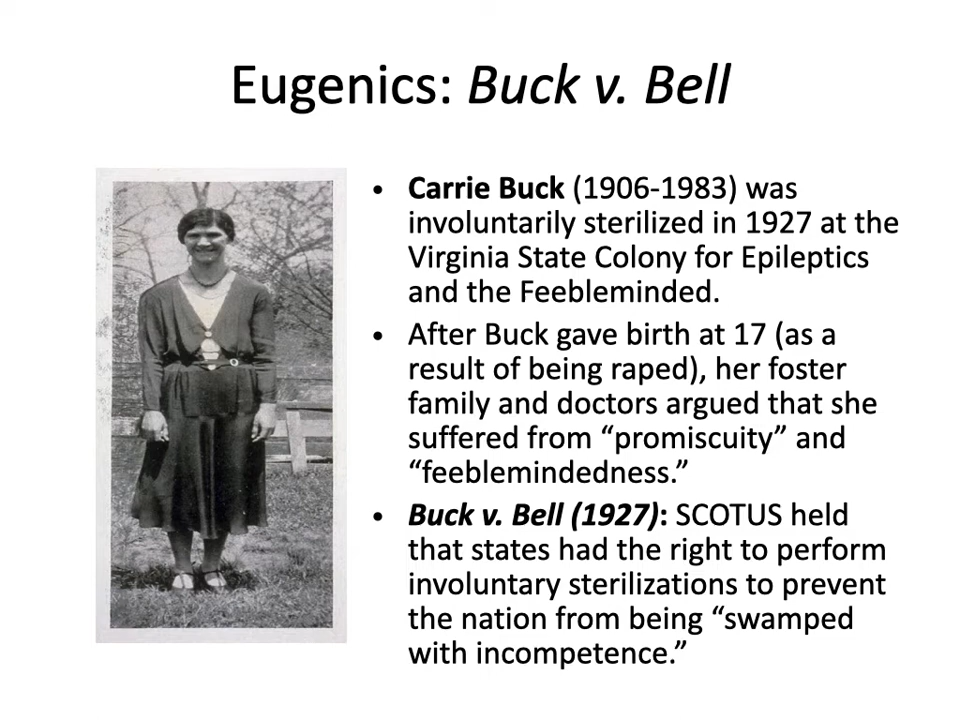 Eugenics: Buck v. Bell
• Carrie Buck (1906-1983) was
involuntarily sterilized in 1927 at the
Virginia State Colony for Epileptics
and the Feebleminded.
• After Buck gave birth at 17 (as a
result of being raped), her foster
family and doctors argued that she
suffered from “promiscuity” and
“feeblemindedness.”
• Buck v. Bell (1927): SCOTUS held
that states had the right to perform
involuntary sterilizations to prevent
the nation from being “swamped
with incompetence.”